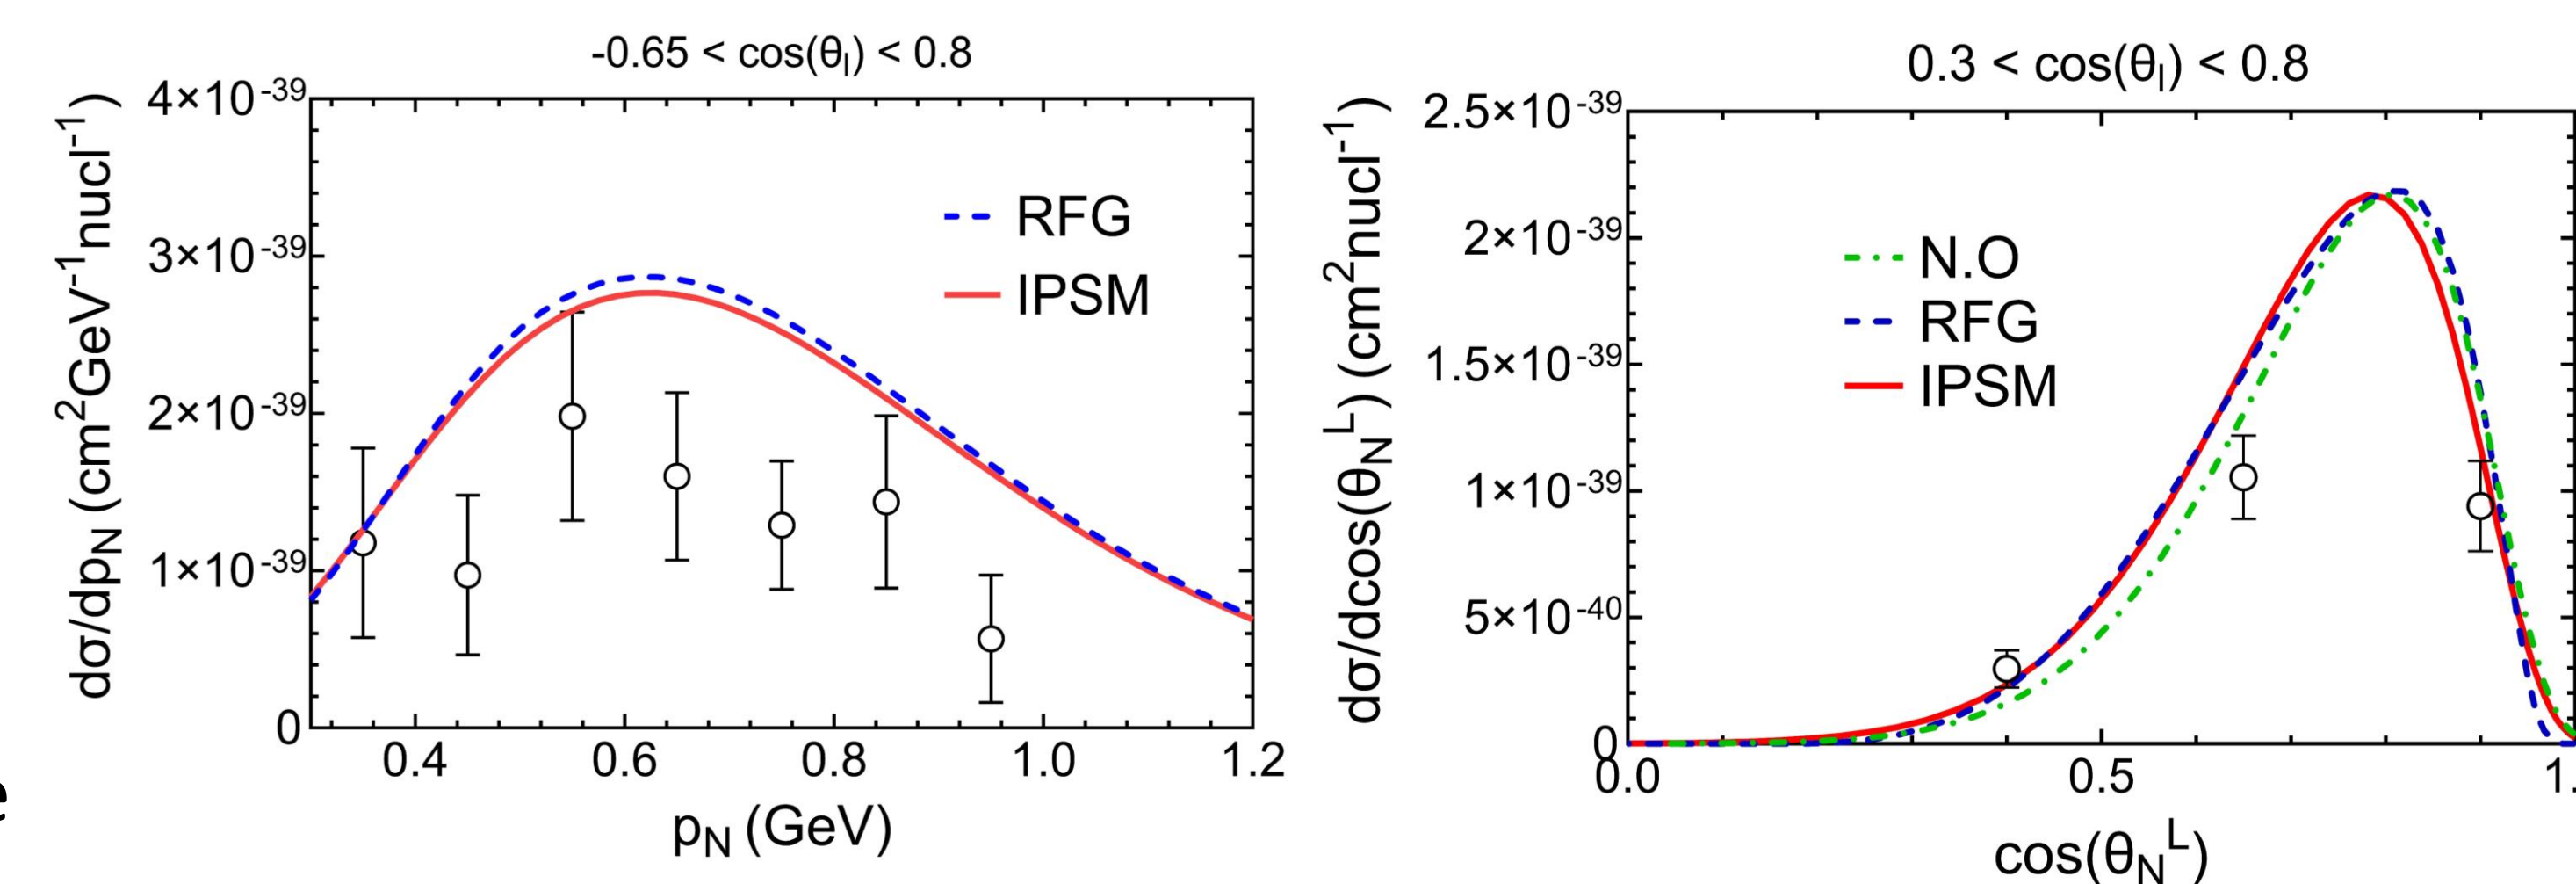 -0.65 < cos(θl) < 0.8
4×10-39
3×10-39
2×10-39
1×10-39
0
dσ/dpN (cm2GeV-1nucl-1)
RFG
IPSM
0.4 0.6 0.8 1.0 1.2
pN (GeV)
0.3 < cos(θl) < 0.8
2.5×10-39
2×10-39
1.5×10-39
1×10-39
5×10-40
0
dσ/dcos(θNL) (cm2nucl-1)
N.O
RFG
IPSM
0.0 0.5 1.
cos(θNL)
e